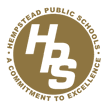 HEMPSTEAD PUBLIC SCHOOLS
HPS
A COMMITMENT TO EXCELLENCE